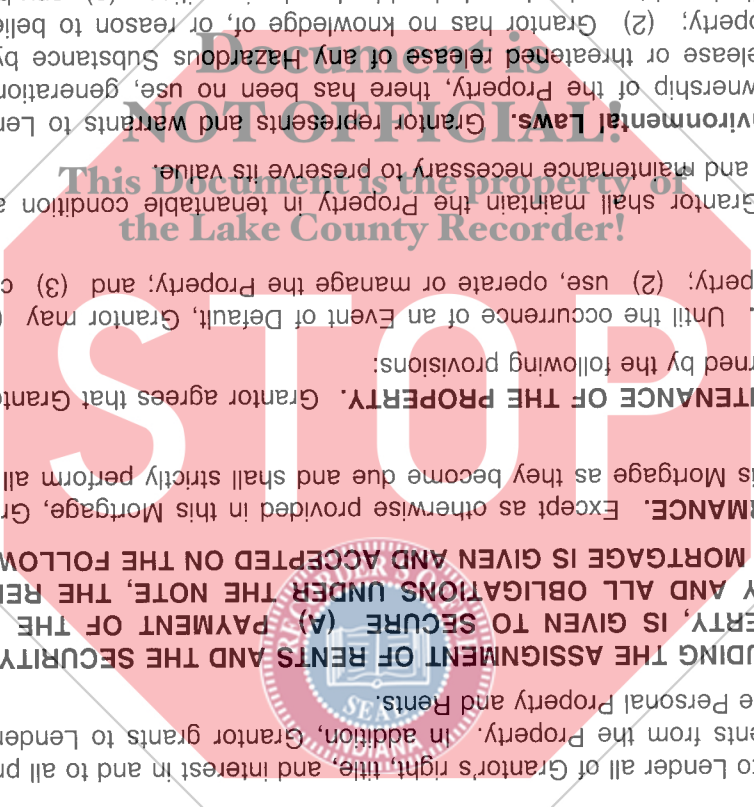 to Lender all of Grantor's right, title, and interest in and to all pr
ents from the Property. In addition, Grantor grants to Lender
e Personal Property and Rents.
UDING THE ASSIGNMENT OF RENTS AND THE SECURITY
ERTY, IS GIVEN TO SECURE (A) PAYMENT OF THE
Y AND ALL OBLIGATIONS UNDER THE NOTE, THE REL
MORTGAGE IS GIVEN AND ACCEPTED ON THE FOLLOW
RMANCE. Except as otherwise provided in this Mortgage, Gr
is Mortgage as they become due and shall strictly perform all
TENANCE OF THE PROPERTY. Grantor agrees that Grantor
rned by the following provisions:
. Until the occurrence of an Event of Default, Grantor may (
perty; (2) use, operate or manage the Property; and (3) c
Grantor shall maintain the Property in tenantable condition a
and maintenance necessary to preserve its value.
vironmental Laws. Grantor represents and warrants to Len
wnership of the Property, there has been no use, generation
elease or threatened release of any Hazardous Substance by
operty; (2) Grantor has no knowledge of, or reason to belie
Document is
NOT OFFICIAL!
This Document is the property of
the Lake County Recorder!
STOP
RECORDER'S OFFICE
SEAL
INDIANA